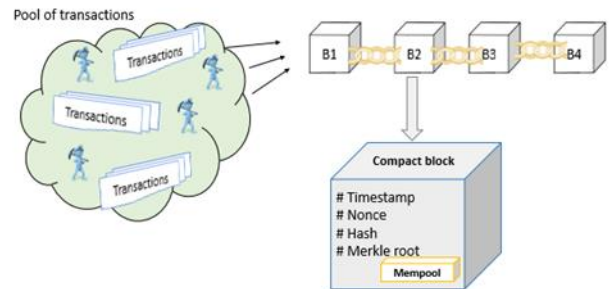 Pool of transactions
Transactions
Transactions
Transactions
B1
B2
B3
B4
Compact block
# Timestamp
# Nonce
# Hash
# Merkle root
Mempool